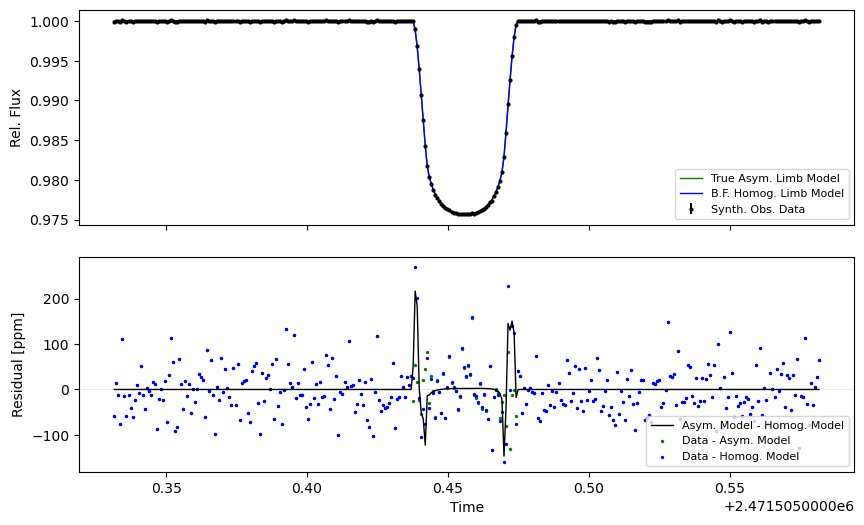 1.000
0.995
0.990
0.985
0.980
0.975
Rel. Flux
True Asym. Limb Model
B.F. Homog. Limb Model
Synth. Obs. Data
200
100
0
−100
Residual [ppm]
Asym. Model - Homog. Model
Data - Asym. Model
Data - Homog. Model
0.35 0.40 0.45 0.50 0.55
Time
+2.4715050000e6